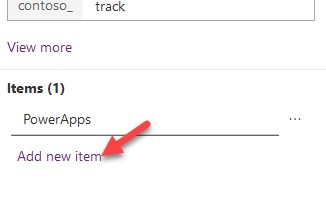 contoso_ track
View more
Items (1)
PowerApps
Add new item